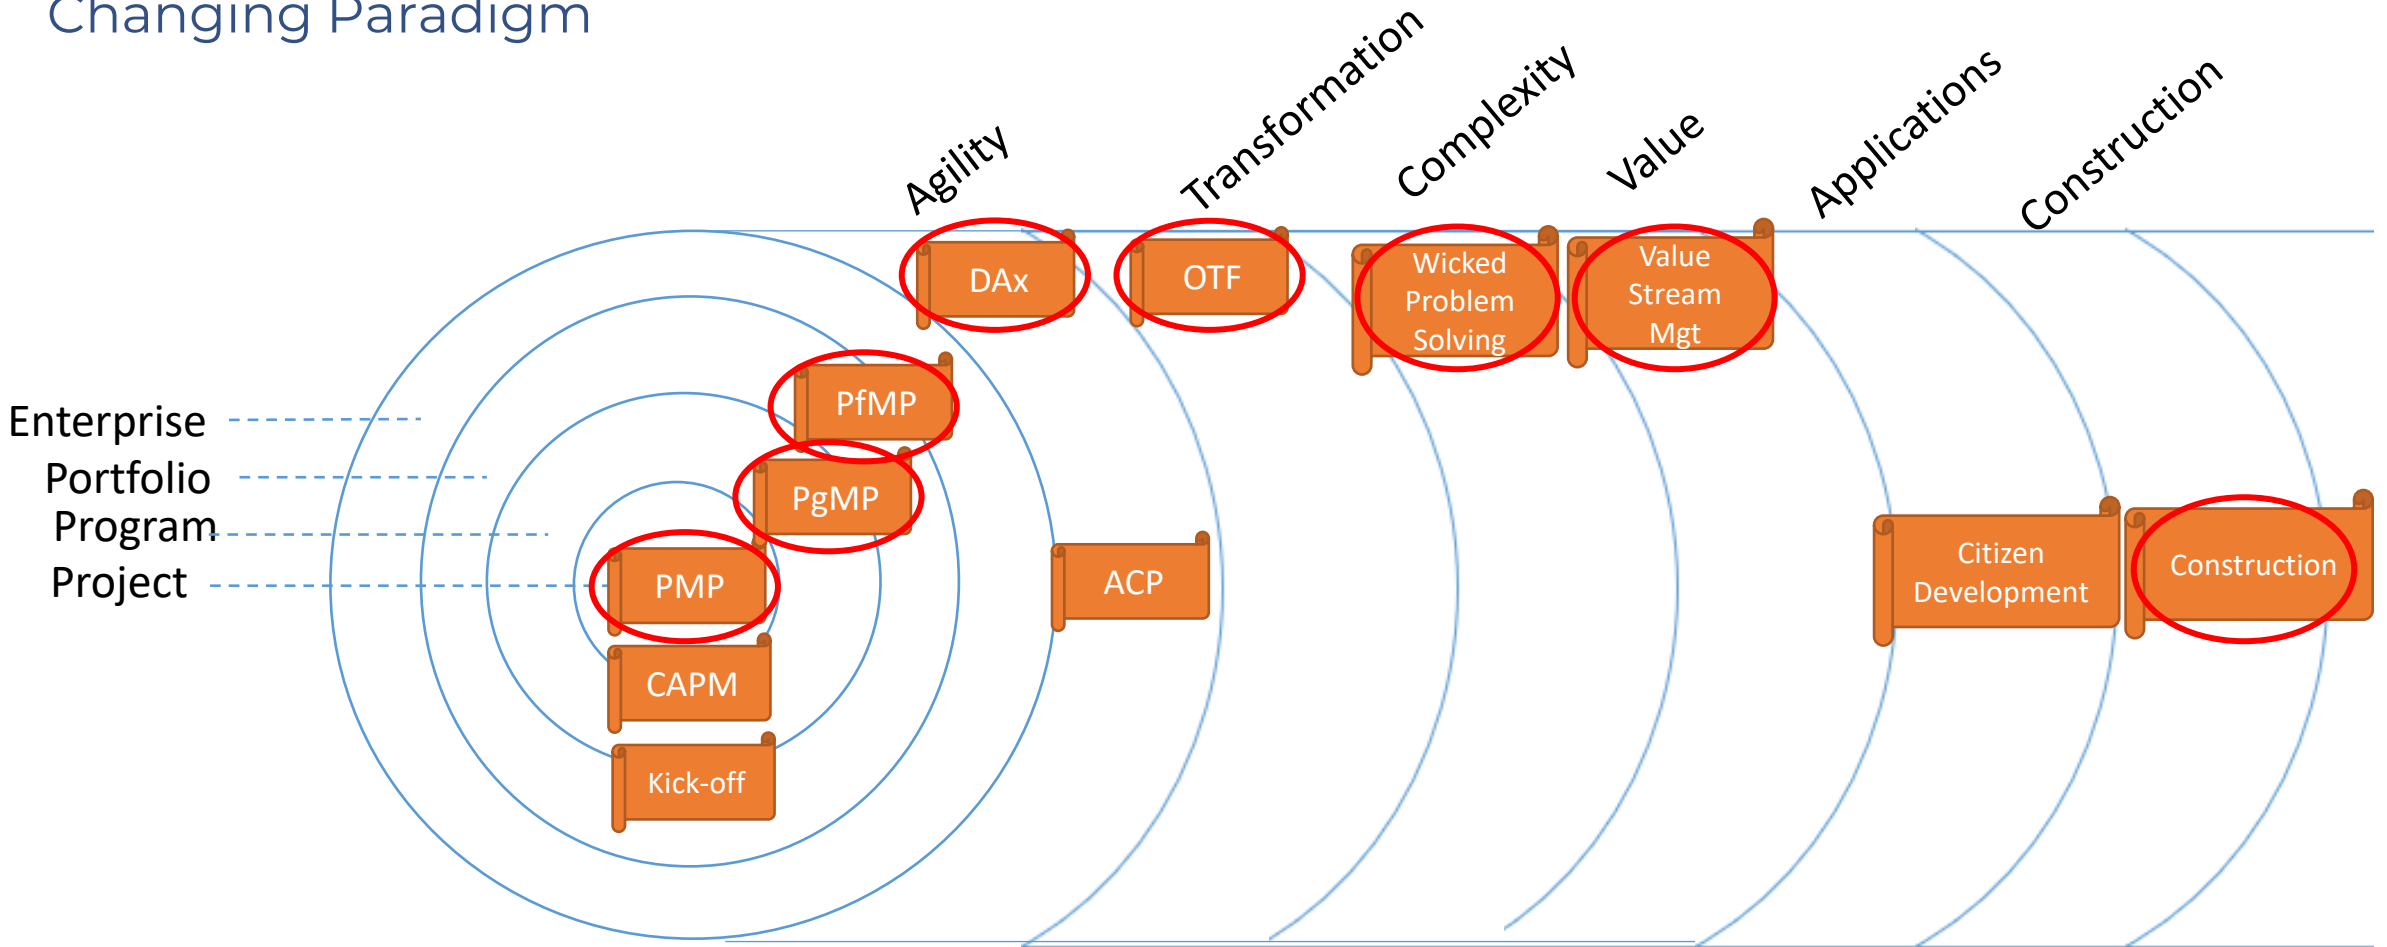 Changing Paradigm
Agility
Transformation
Complexity
Value
Applications
Construction
DAx
OTF
Wicked
Problem
Solving
Value
Stream
Mgt
Enterprise
Portfolio
Program
Project
PfMP
PgMP
PMP
CAPM
Kick-off
ACP
Citizen
Development
Construction